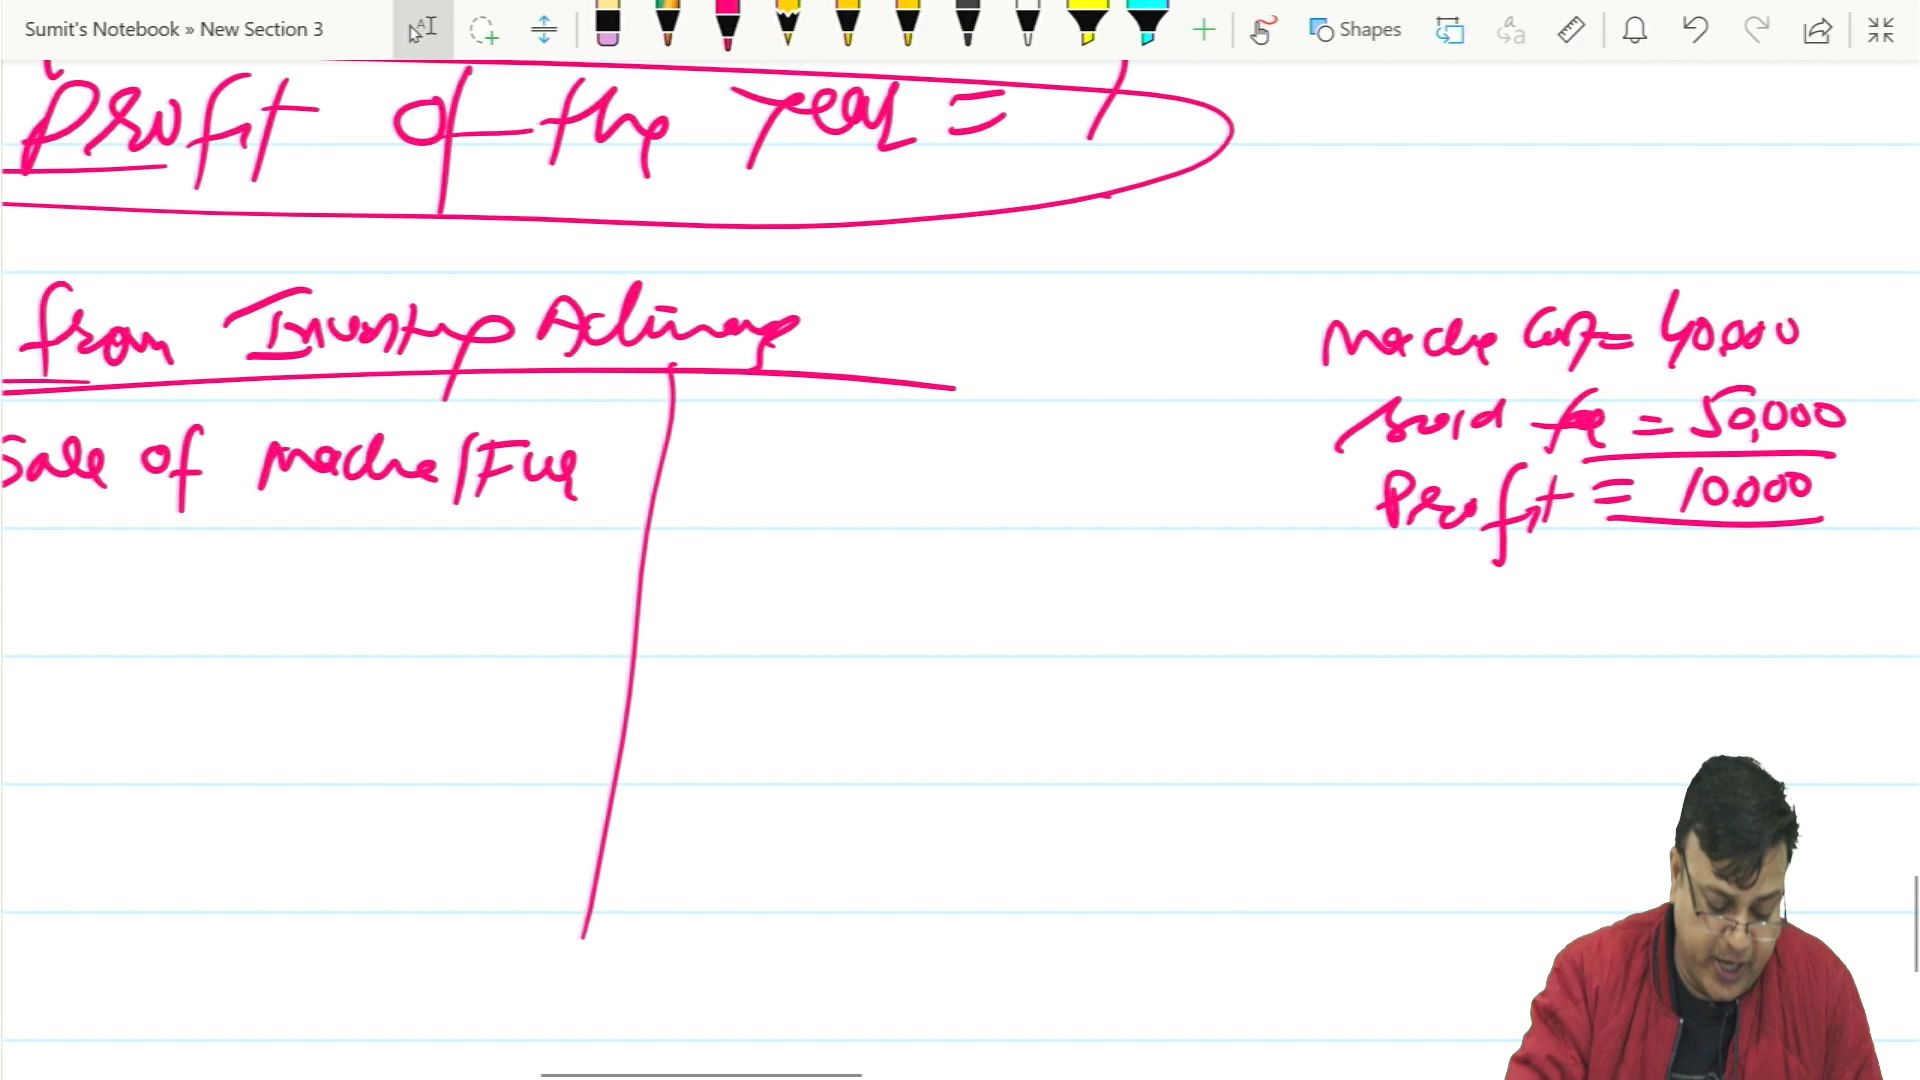 Sumit's Notebook » New Section 3
Shapes
Profit of the year =
from Investing Activities
Sale of Machine/Fur
Machine Cost = 40,000
Sold for = 50,000
Profit = 10,000